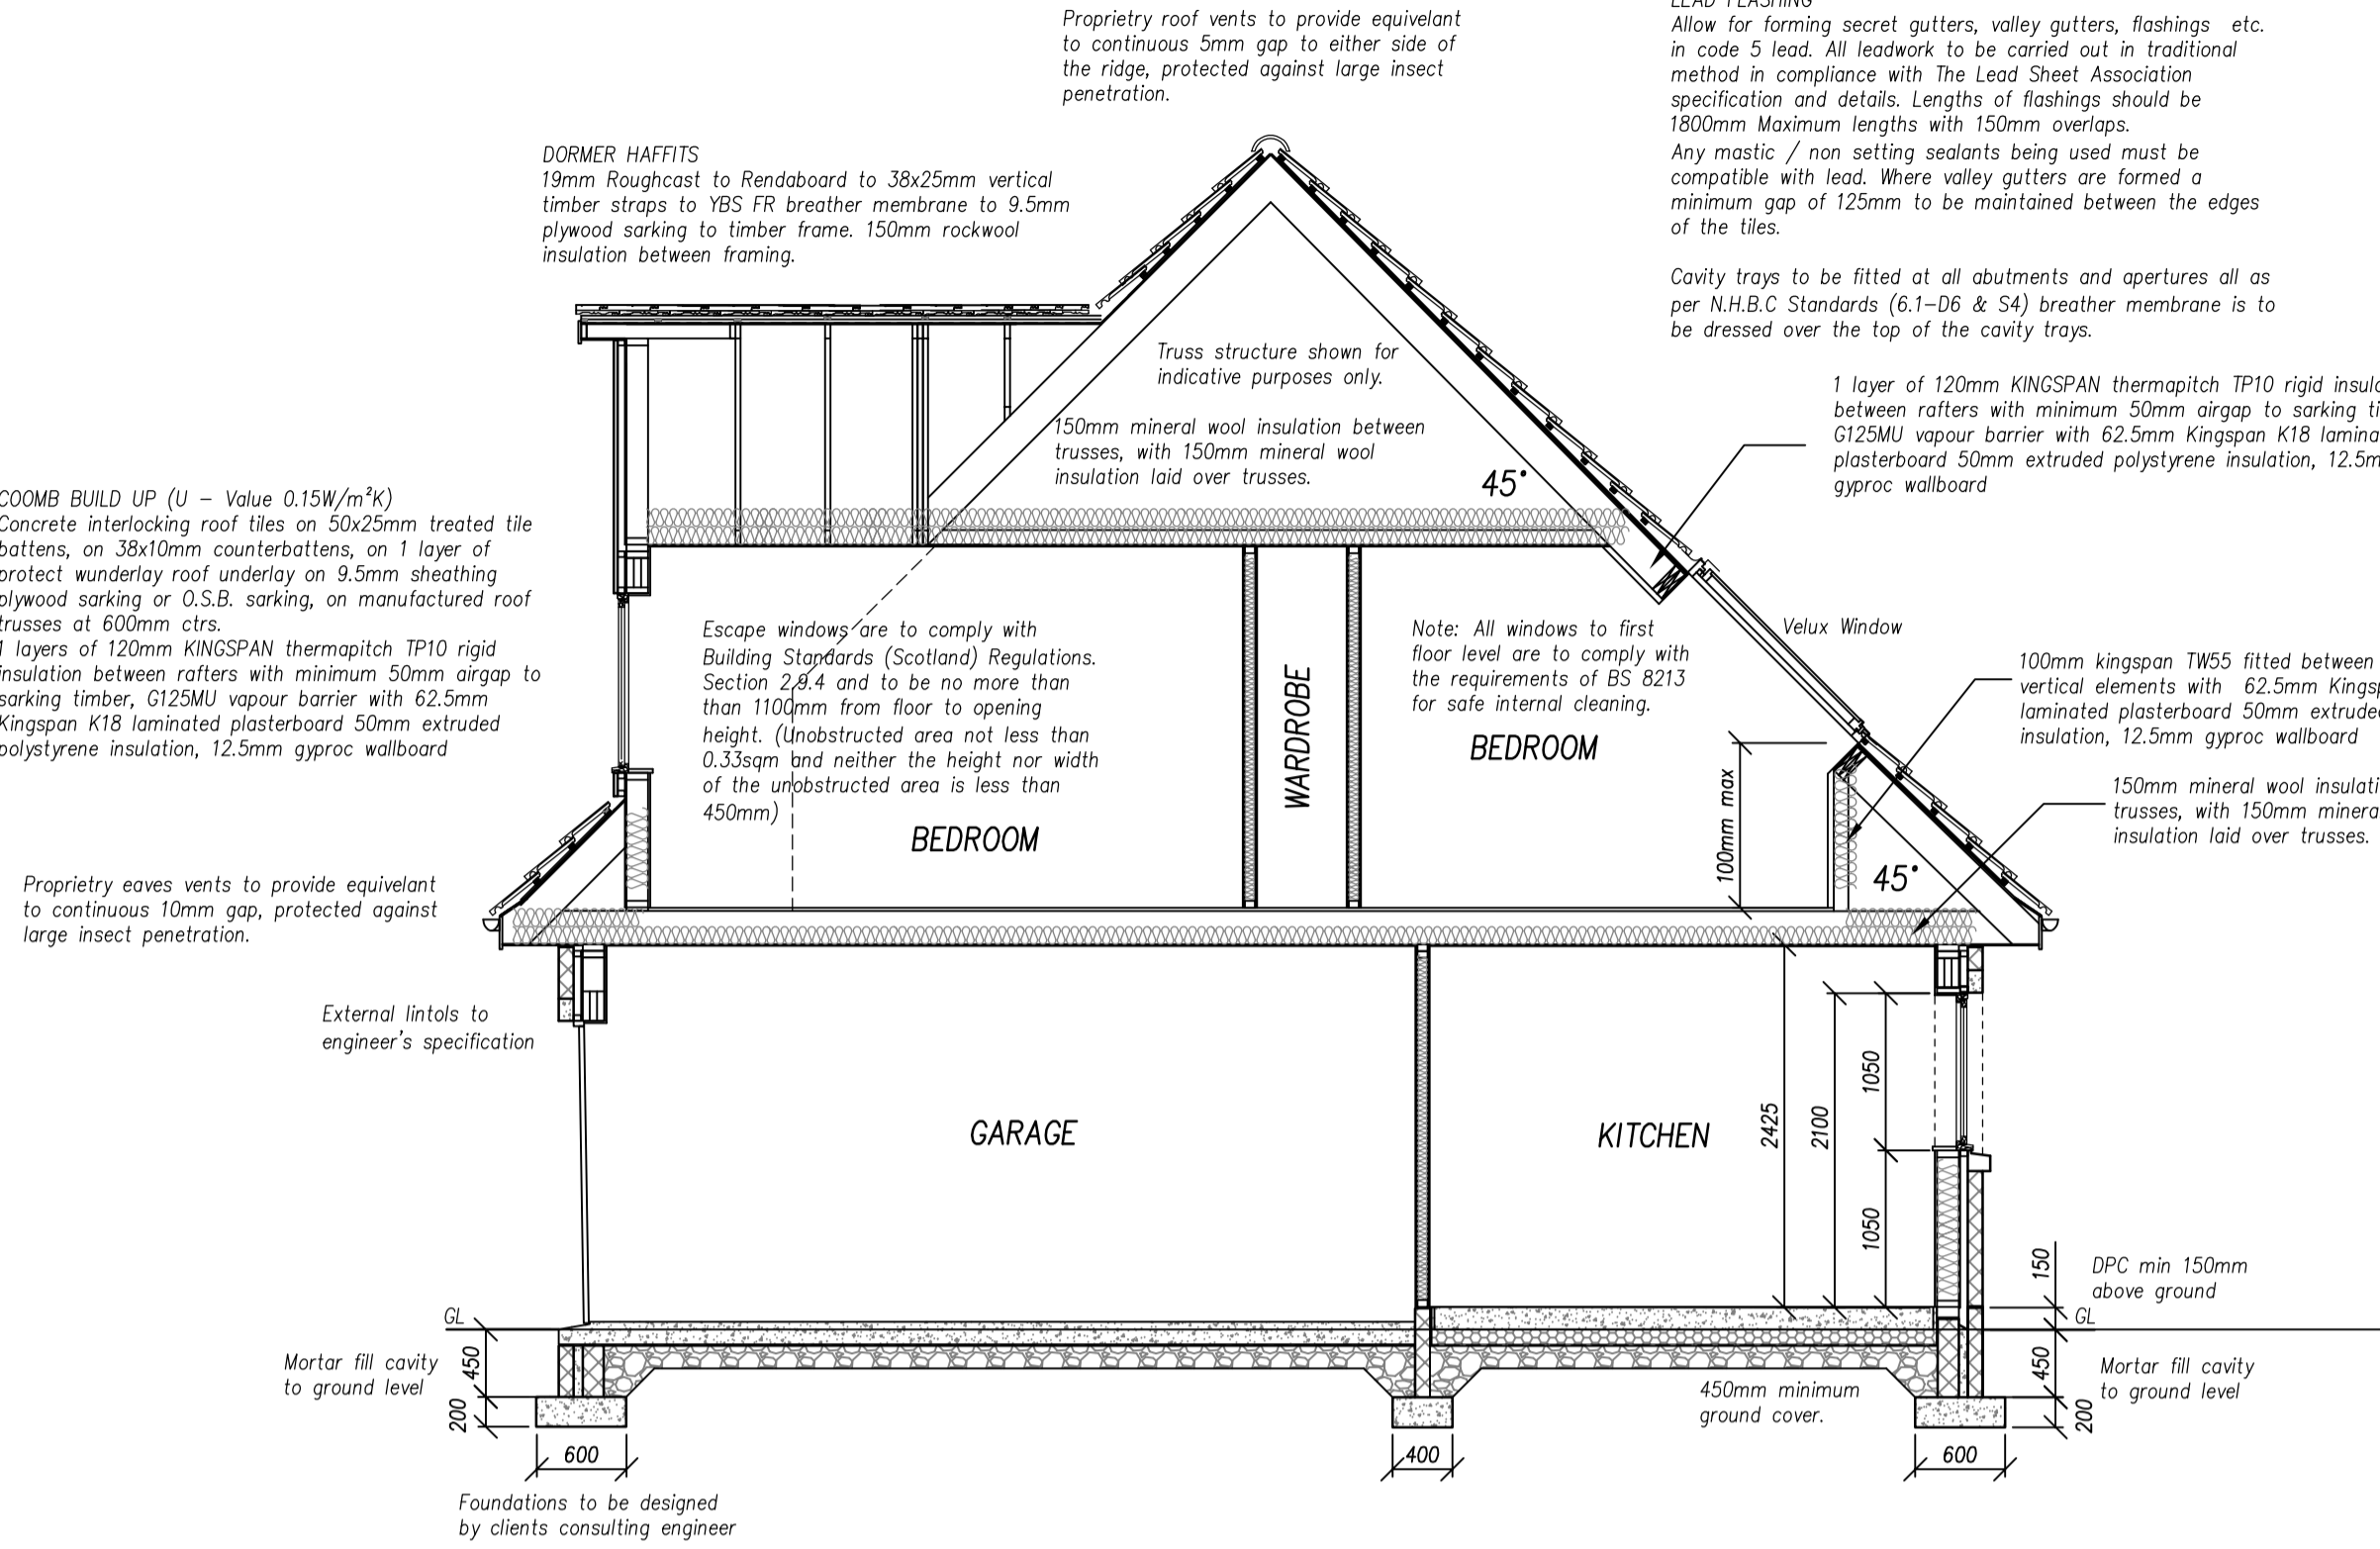 Proprietry roof vents to provide equivelant
to continuous 5mm gap to either side of
the ridge, protected against large insect
penetration.
LEAD FLASHING
Allow for forming secret gutters, valley gutters, flashings etc.
in code 5 lead. All leadwork to be carried out in traditional
method in compliance with The Lead Sheet Association
specification and details. Lengths of flashings should be
1800mm Maximum lengths with 150mm overlaps.
Any mastic / non setting sealants being used must be
compatible with lead. Where valley gutters are formed a
minimum gap of 125mm to be maintained between the edges
of the tiles.
Cavity trays to be fitted at all abutments and apertures all as
per N.H.B.C Standards (6.1-D6 & S4) breather membrane is to
be dressed over the top of the cavity trays.
DORMER HAFFITS
19mm Roughcast to Rendaboard to 38x25mm vertical
timber straps to YBS FR breather membrane to 9.5mm
plywood sarking to timber frame. 150mm rockwool
insulation between framing.
Truss structure shown for
indicative purposes only.
150mm mineral wool insulation between
trusses, with 150mm mineral wool
insulation laid over trusses.
45°
1 layer of 120mm KINGSPAN thermapitch TP10 rigid
between rafters with minimum 50mm airgap to sarking
G125MU vapour barrier with 62.5mm Kingspan K18
plasterboard 50mm extruded polystyrene insulation,
gyproc wallboard
COOMB BUILD UP (U - Value 0.15W/m²K)
Concrete interlocking roof tiles on 50x25mm treated tile
battens, on 38x10mm counterbattens, on 1 layer of
protect wunderlay roof underlay on 9.5mm sheathing
plywood sarking or O.S.B. sarking, on manufactured roof
trusses at 600mm ctrs.
1 layers of 120mm KINGSPAN thermapitch TP10 rigid
insulation between rafters with minimum 50mm airgap to
sarking timber, G125MU vapour barrier with 62.5mm
Kingspan K18 laminated plasterboard 50mm extruded
polystyrene insulation, 12.5mm gyproc wallboard
Escape windows are to comply with
Building Standards (Scotland) Regulations.
Section 2.9.4 and to be no more than
than 1100mm from floor to opening
height. (Unobstructed area not less than
0.33sqm and neither the height nor width
of the unobstructed area is less than
450mm)
BEDROOM
WARDROBE
Note: All windows to first
floor level are to comply with
the requirements of BS 8213
for safe internal cleaning.
BEDROOM
Velux Window
1100mm max
100mm kingspan TW55 fitted between
vertical elements with 62.5mm
laminated plasterboard 50mm
insulation, 12.5mm gyproc wallboard
150mm mineral wool
trusses, with 150mm
insulation laid over trusses.
45°
Proprietry eaves vents to provide equivelant
to continuous 10mm gap, protected against
large insect penetration.
External lintols to
engineer's specification
GARAGE
KITCHEN
2425
2100
1050
1050
150
DPC min 150mm
above ground
GL
GL
450
200
Mortar fill cavity
to ground level
450mm minimum
ground cover.
450
200
Mortar fill cavity
to ground level
600
400
600
Foundations to be designed
by clients consulting engineer